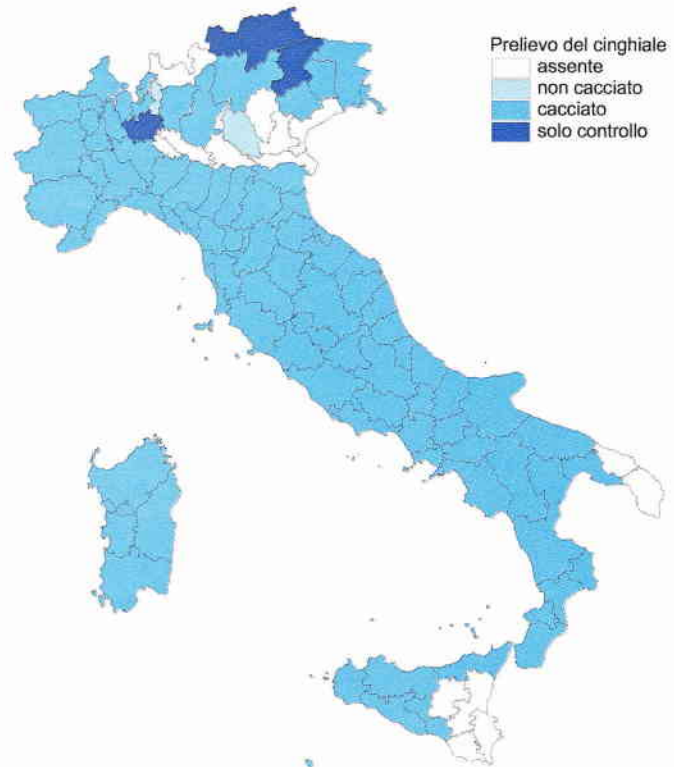 Prelievo del cinghiale
assente
non cacciato
cacciato
solo controllo